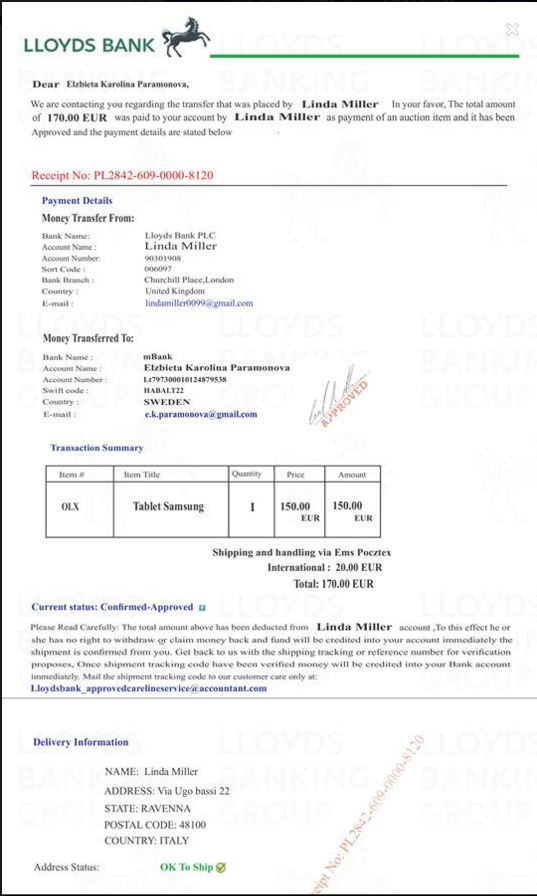 LLOYDS BANK
Dear Elzbieta Karolina Paramonova,
We are contacting you regarding the transfer that was placed by Linda Miller In your favor, The total amount
of 170.00 EUR was paid to your account by Linda Miller as payment of an auction item and it has been
Approved and the payment details are stated below
Receipt No: PL2842-609-0000-8120
Payment Details
Money Transfer From:
Bank Name: Lloyds Bank PLC
Account Name : Linda Miller
Account Number: 90301908
Sort Code : 006097
Bank Branch : Churchill Place,London
Country : United Kingdom
E-mail : lindamiller0099@gmail.com
Money Transferred To:
Bank Name : mBank
Account Name : Elzbieta Karolina Paramonova
Account Number : Lt797300010124879538
Swift code : HABALT22
Country : SWEDEN
E-mail : e.k.paramonova@gmail.com
APPROVED
Transaction Summary
Item # Item Title Quantity Price Amount
OLX Tablet Samsung 1 150.00 150.00
EUR EUR
Shipping and handling via Ems Pocztex
International : 20.00 EUR
Total: 170.00 EUR
Current status: Confirmed-Approved ?
Please Read Carefully: The total amount above has been deducted from Linda Miller account ,To this effect he or
she has no right to withdraw or claim money back and fund will be credited into your account immediately the
shipment is confirmed from you. Get back to us with the shipping tracking or reference number for verification
proposes, Once shipment tracking code have been verified money will be credited into your Bank account
immediately. Mail the shipment tracking code to our customer care only at:
Lloydsbank_approvedcarelineservice@accountant.com
Delivery Information
NAME: Linda Miller
ADDRESS: Via Ugo bassi 22
STATE: RAVENNA
POSTAL CODE: 48100
COUNTRY: ITALY
Address Status: OK To Ship
eipt No: PL2842-609-0000-8120